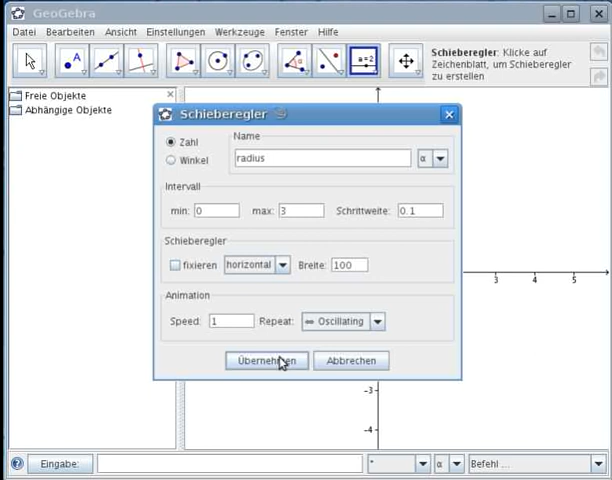 GeoGebra
Datei Bearbeiten Ansicht Einstellungen Werkzeuge Fenster Hilfe
A
a=2
Schieberegler: Klicke auf
Zeichenblatt, um Schieberegler
zu erstellen
Freie Objekte
Abhängige Objekte
Schieberegler
Zahl
Winkel
Name
radius
α
Intervall
min: 0 max: 3 Schrittweite: 0.1
Schieberegler
fixieren horizontal Breite: 100
Animation
Speed: 1 Repeat: ⇔ Oscillating
Übernehmen Abbrechen
3 4 5
-3
-4
Eingabe: ° α Befehl ...